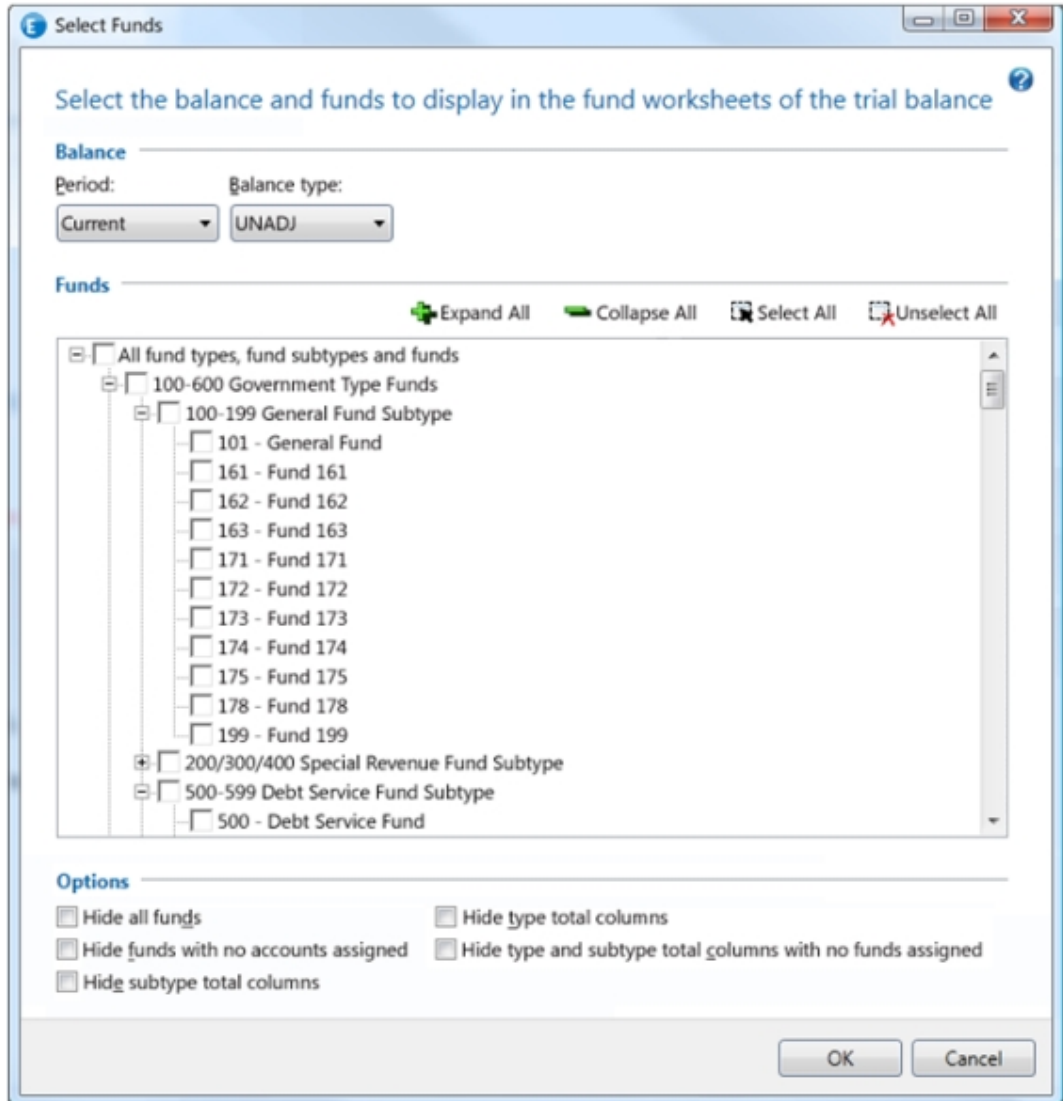 Select Funds
Select the balance and funds to display in the fund worksheets of the trial balance
Balance
Period: Balance type:
Current UNADJ
Funds
Expand All Collapse All Select All Unselect All
All fund types, fund subtypes and funds
100-600 Government Type Funds
100-199 General Fund Subtype
101 - General Fund
161 - Fund 161
162 - Fund 162
163 - Fund 163
171 - Fund 171
172 - Fund 172
173 - Fund 173
174 - Fund 174
175 - Fund 175
178 - Fund 178
199 - Fund 199
200/300/400 Special Revenue Fund Subtype
500-599 Debt Service Fund Subtype
500 - Debt Service Fund
Options
Hide all funds Hide type total columns
Hide funds with no accounts assigned Hide type and subtype total columns with no funds assigned
Hide subtype total columns
OK Cancel